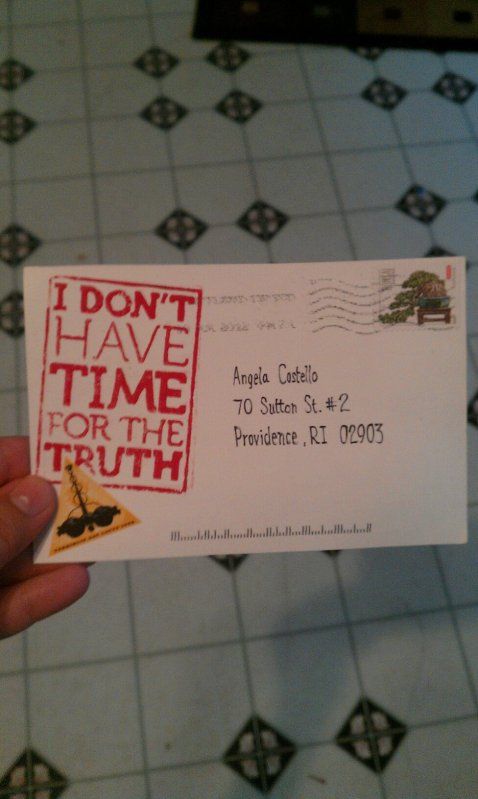 I DON'T
HAVE
TIME
FOR THE
TRUTH
Angela Costello
70 Sutton St. #2
Providence, RI 02903